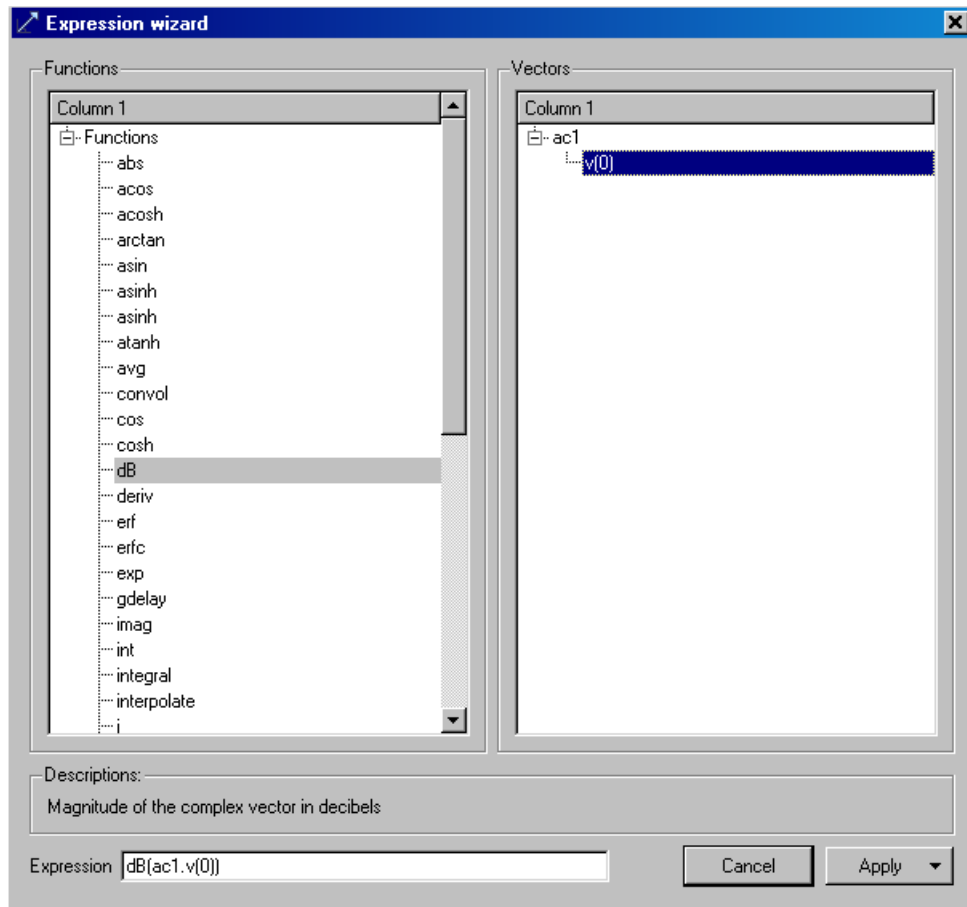 Expression wizard
Functions
Column 1
Functions
abs
acos
acosh
arctan
asin
asinh
asinh
atanh
avg
convol
cos
cosh
dB
deriv
erf
erfc
exp
gdelay
imag
int
integral
interpolate
j
Vectors
Column 1
ac1
v(0)
Descriptions:
Magnitude of the complex vector in decibels
Expression dB(ac1.v(0))
Cancel
Apply